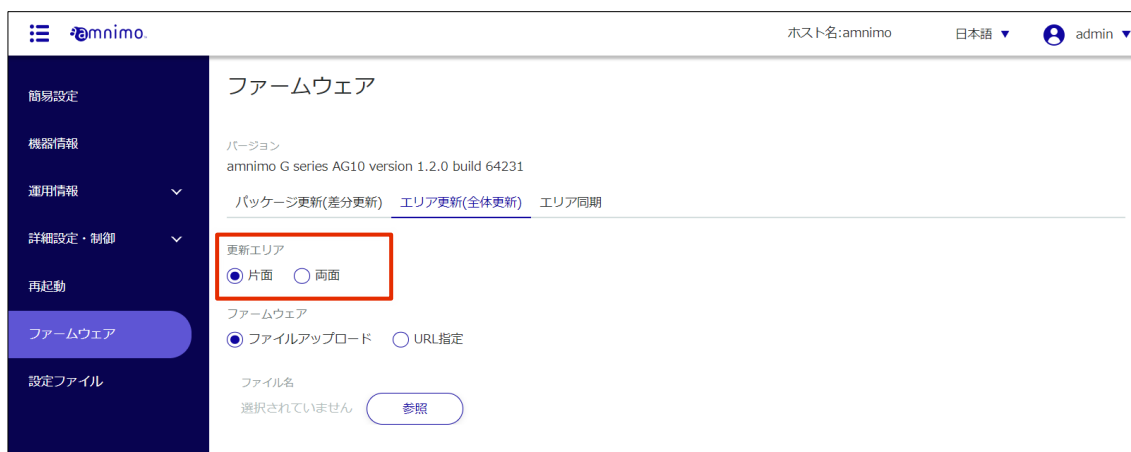 amnimo.
ホスト名:amnimo 日本語 ▼ admin ▼
簡易設定
機器情報
運用情報
詳細設定・制御
再起動
ファームウェア
設定ファイル
ファームウェア
バージョン
amnimo G series AG10 version 1.2.0 build 64231
パッケージ更新(差分更新) エリア更新(全体更新) エリア同期
更新エリア
片面 両面
ファームウェア
ファイルアップロード URL指定
ファイル名
選択されていません 参照